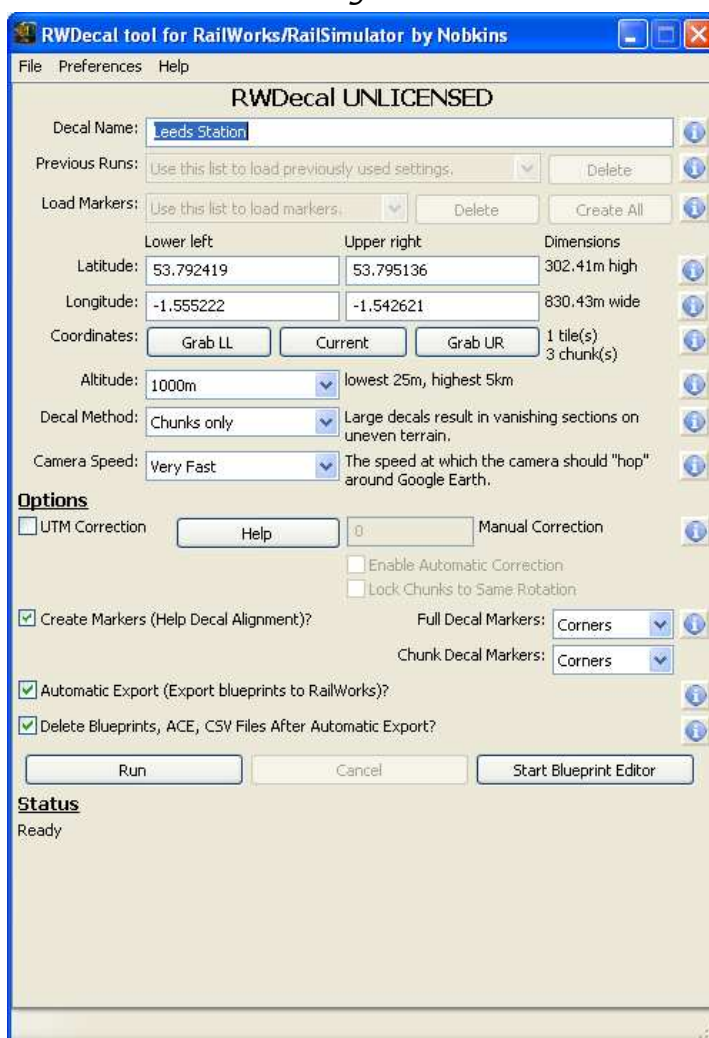 RWDecal tool for RailWorks/RailSimulator by Nobkins
File Preferences Help
RWDecal UNLICENSED
Decal Name: Leeds Station
Previous Runs: Use this list to load previously used settings. Delete
Load Markers: Use this list to load markers. Delete Create All
Lower left Upper right Dimensions
Latitude: 53.792419 53.795136 302.41m high
Longitude: -1.555222 -1.542621 830.43m wide
Coordinates: Grab LL Current Grab UR 1 tile(s)
3 chunk(s)
Altitude: 1000m lowest 25m, highest 5km
Decal Method: Chunks only Large decals result in vanishing sections on
uneven terrain.
Camera Speed: Very Fast The speed at which the camera should "hop"
around Google Earth.
Options
UTM Correction Help 0 Manual Correction
Enable Automatic Correction
Lock Chunks to Same Rotation
Create Markers (Help Decal Alignment)? Full Decal Markers: Corners
Chunk Decal Markers: Corners
Automatic Export (Export blueprints to RailWorks)?
Delete Blueprints, ACE, CSV Files After Automatic Export?
Run Cancel Start Blueprint Editor
Status
Ready